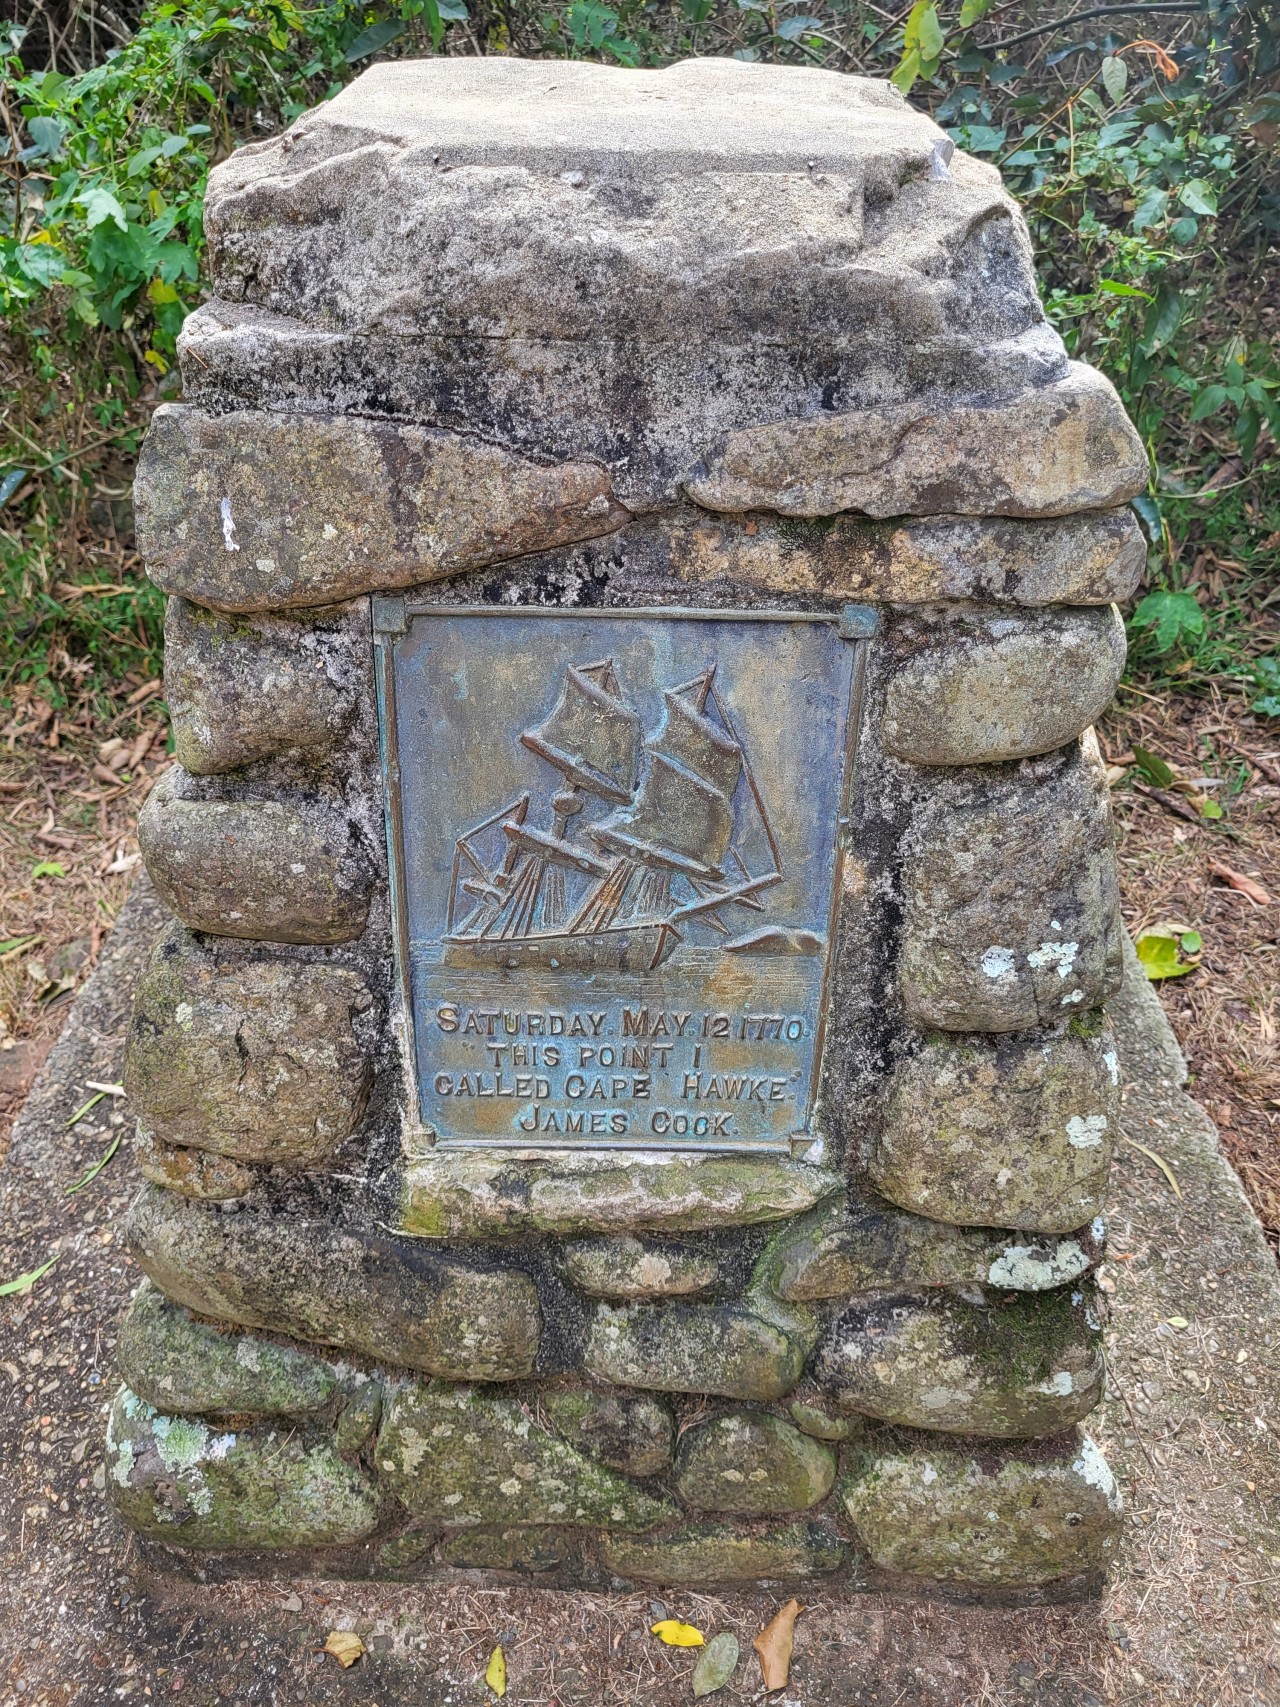 SATURDAY. MAY. 12 1770.
"THIS POINT I
CALLED CAPE HAWKE."
JAMES COOK.